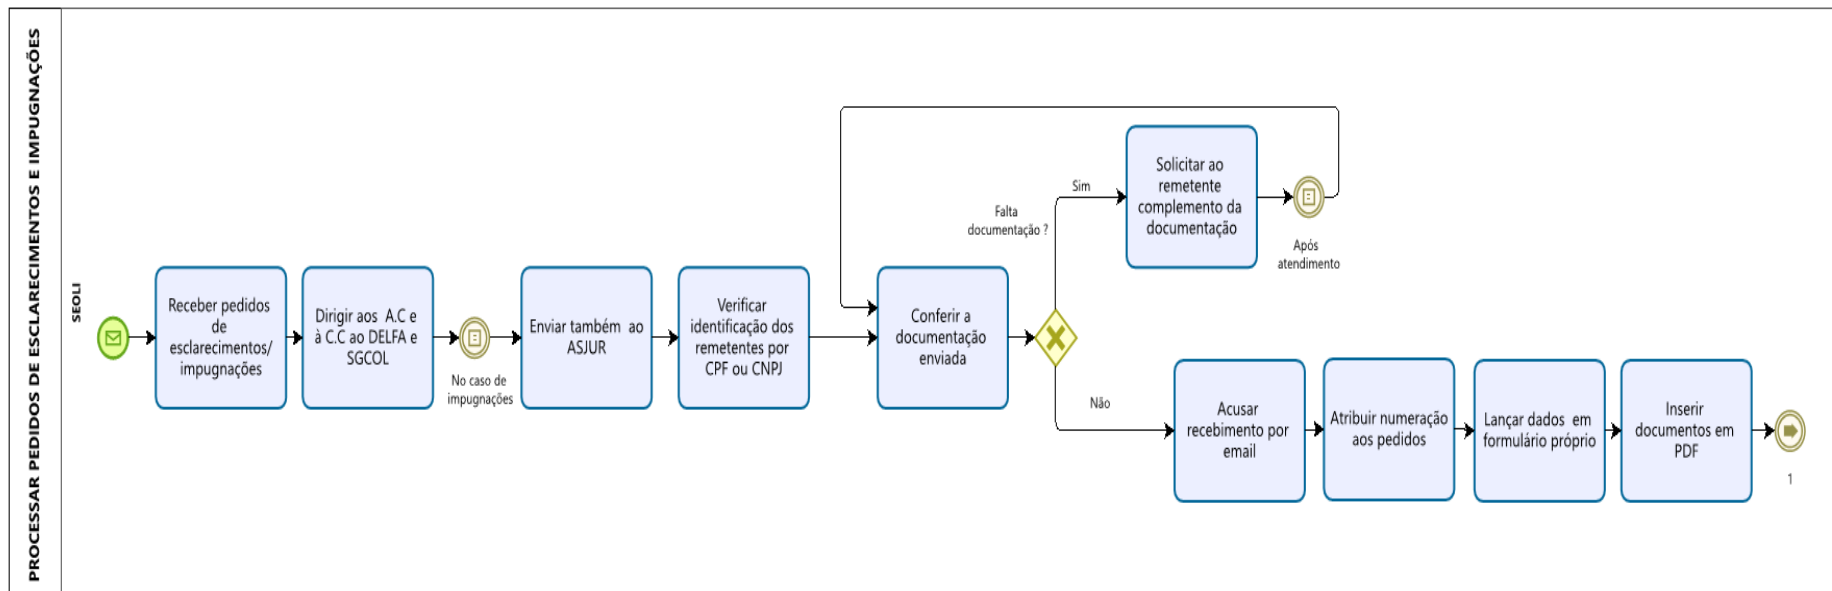 PROCESSAR PEDIDOS DE ESCLARECIMENTOS E IMPUGNAÇÕES
SEOLI
Receber pedidos
de
esclarecimentos/
impugnações
Dirigir aos A.C e
à C.C ao DELFA e
SGCOL
No caso de
impugnações
Enviar também ao
ASJUR
Verificar
identificação dos
remetentes por
CPF ou CNPJ
Conferir a
documentação
enviada
Falta
documentação ?
Sim
Solicitar ao
remetente
complemento da
documentação
Após
atendimento
Não
Acusar
recebimento por
email
Atribuir numeração
aos pedidos
Lançar dados em
formulário próprio
Inserir
documentos em
PDF
1